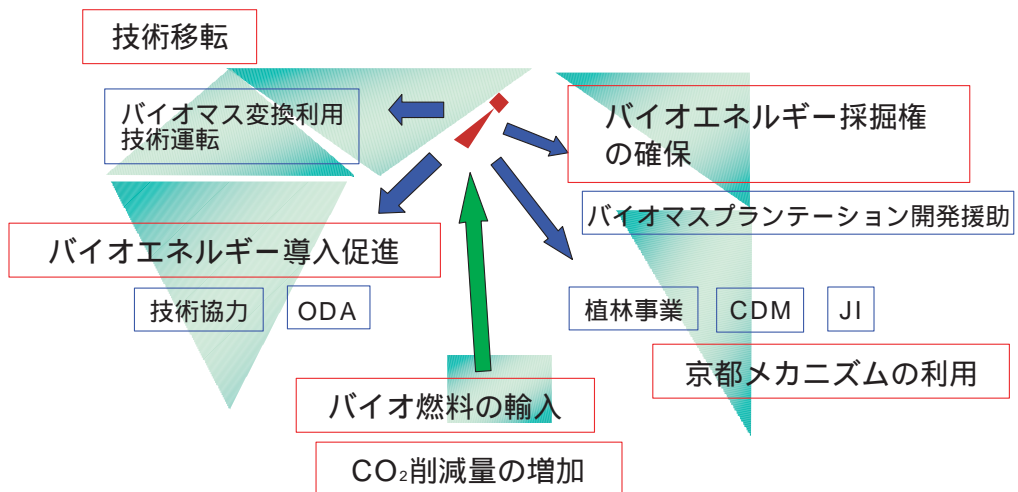 技術移転
バイオマス変換利用
技術運転
バイオエネルギー採掘権
の確保
バイオマスプランテーション開発援助
バイオエネルギー導入促進
技術協力
ODA
植林事業
CDM
JI
京都メカニズムの利用
バイオ燃料の輸入
CO₂削減量の増加